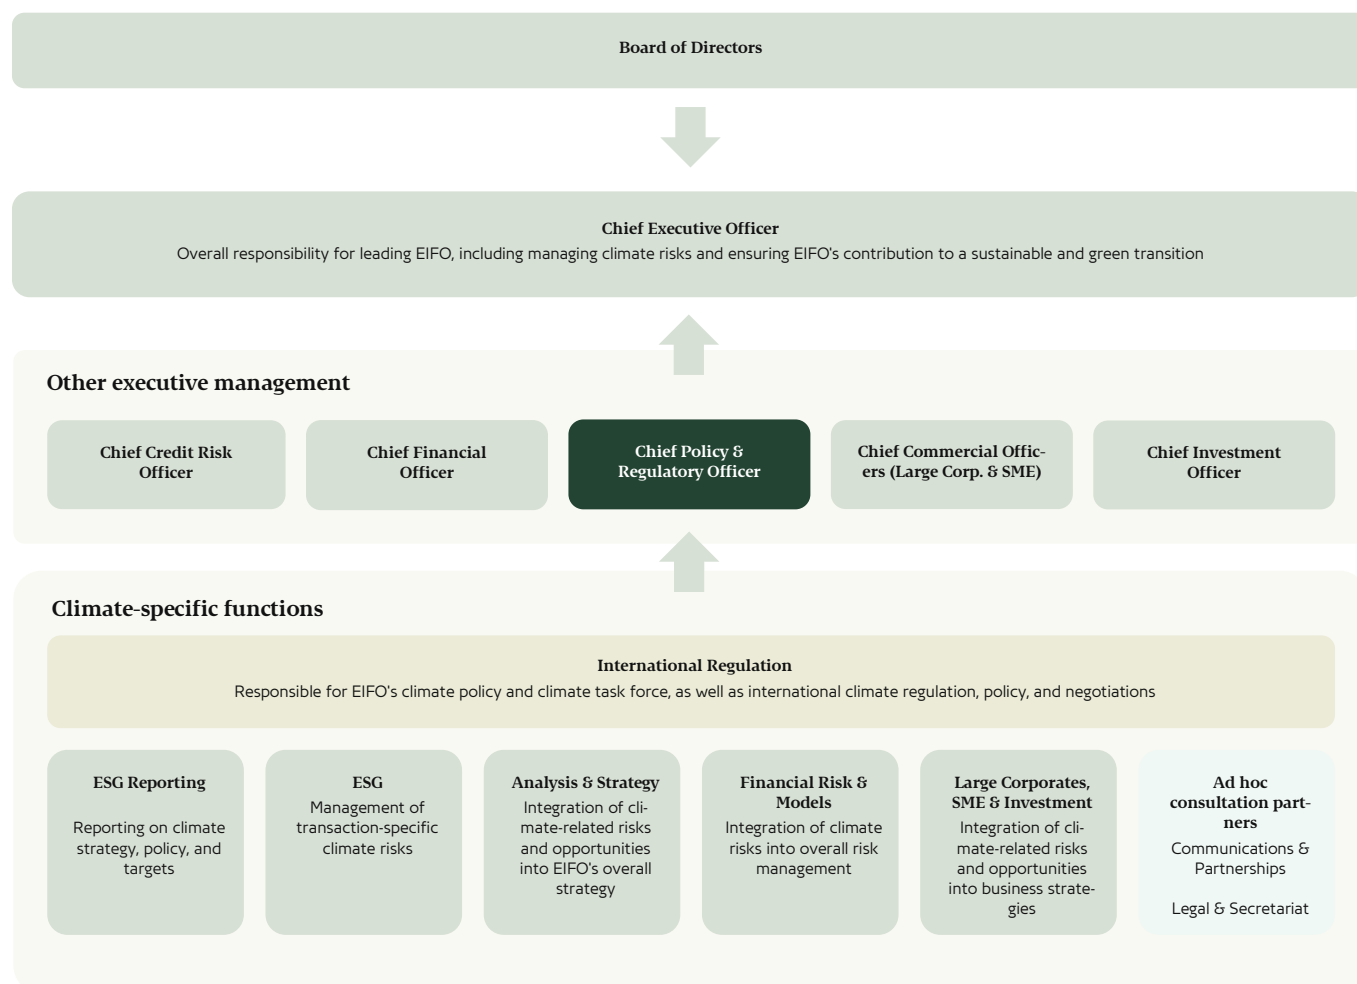 Board of Directors
Chief Executive Officer
Overall responsibility for leading EIFO, including managing climate risks and ensuring EIFO's contribution to a sustainable and green transition
Other executive management
Chief Credit Risk
Officer
Chief Financial
Officer
Chief Policy &
Regulatory Officer
Chief Commercial Offic-
ers (Large Corp. & SME)
Chief Investment
Officer
Climate-specific functions
International Regulation
Responsible for EIFO's climate policy and climate task force, as well as international climate regulation, policy, and negotiations
ESG Reporting
Reporting on climate
strategy, policy, and
targets
ESG
Management of
transaction-specific
climate risks
Analysis & Strategy
Integration of cli-
mate-related risks
and opportunities
into EIFO's overall
strategy
Financial Risk &
Models
Integration of climate
risks into overall risk
management
Large Corporates,
SME & Investment
Integration of cli-
mate-related risks
and opportunities
into business strate-
gies
Ad hoc
consultation part-
ners
Communications &
Partnerships
Legal & Secretariat